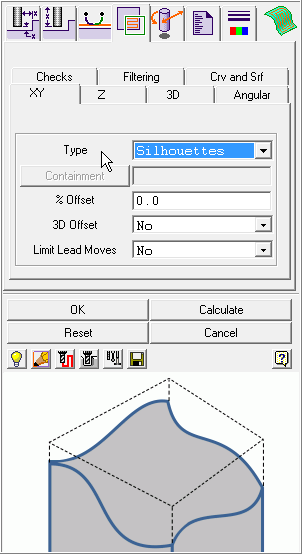 Checks Filtering Crv and Srf
XY Z 3D Angular
Type Silhouettes
Containment
% Offset 0.0
3D Offset No
Limit Lead Moves No
OK Calculate
Reset Cancel